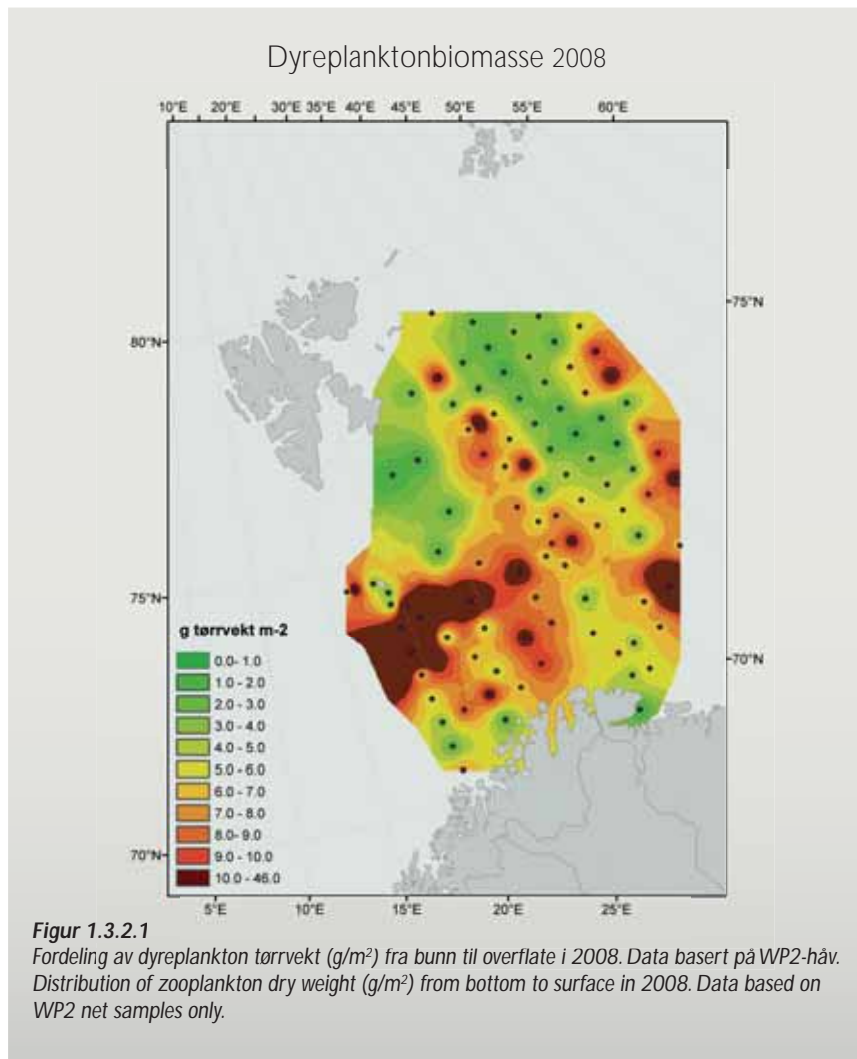 Dyreplanktonbiomasse 2008
10°E 20°E 30°E 35°E 40°E 45°E 50°E 55°E 60°E
75°N
80°N
75°N
70°N
g tørrvekt m-2
0.0- 1.0
1.0 - 2.0
2.0 - 3.0
3.0 - 4.0
4.0 - 5.0
5.0 - 6.0
6.0 - 7.0
7.0 - 8.0
8.0- 9.0
9.0 - 10.0
10.0 - 46.0
70°N
5°E 10°E 15°E 20°E 25°E
Figur 1.3.2.1
Fordeling av dyreplankton tørrvekt (g/m²) fra bunn til overflate i 2008. Data basert på WP2-håv.
Distribution of zooplankton dry weight (g/m²) from bottom to surface in 2008. Data based on
WP2 net samples only.